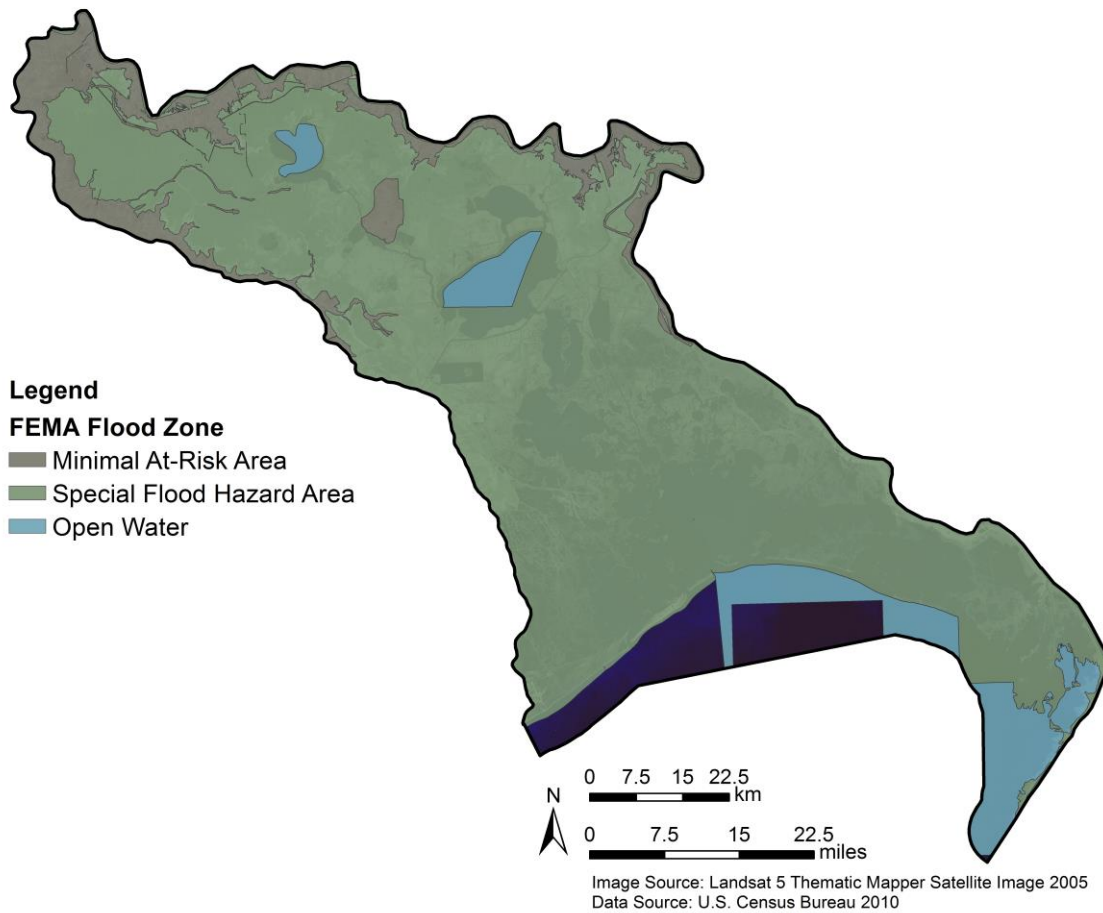 Legend
FEMA Flood Zone
Minimal At-Risk Area
Special Flood Hazard Area
Open Water
N
0 7.5 15 22.5
km
0 7.5 15 22.5
miles
Image Source: Landsat 5 Thematic Mapper Satellite Image 2005
Data Source: U.S. Census Bureau 2010